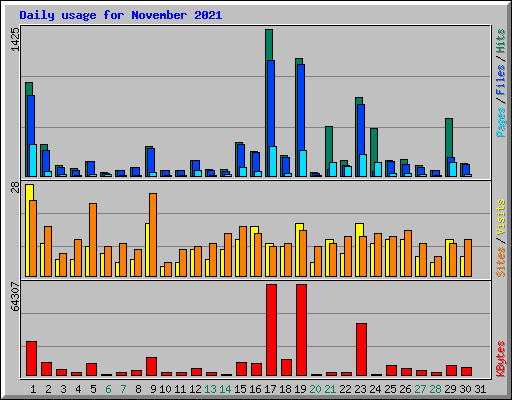 Daily usage for November 2021
1425
Pages / Files / Hits
28
Sites / Visits
64307
KBytes
1 2 3 4 5 6 7 8 9 10 11 12 13 14 15 16 17 18 19 20 21 22 23 24 25 26 27 28 29 30 31